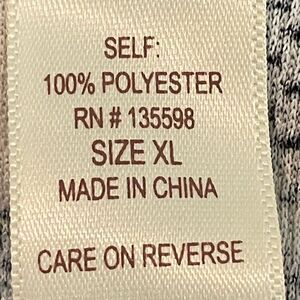 SELF:
100% POLYESTER
RN # 135598
SIZE XL
MADE IN CHINA
CARE ON REVERSE